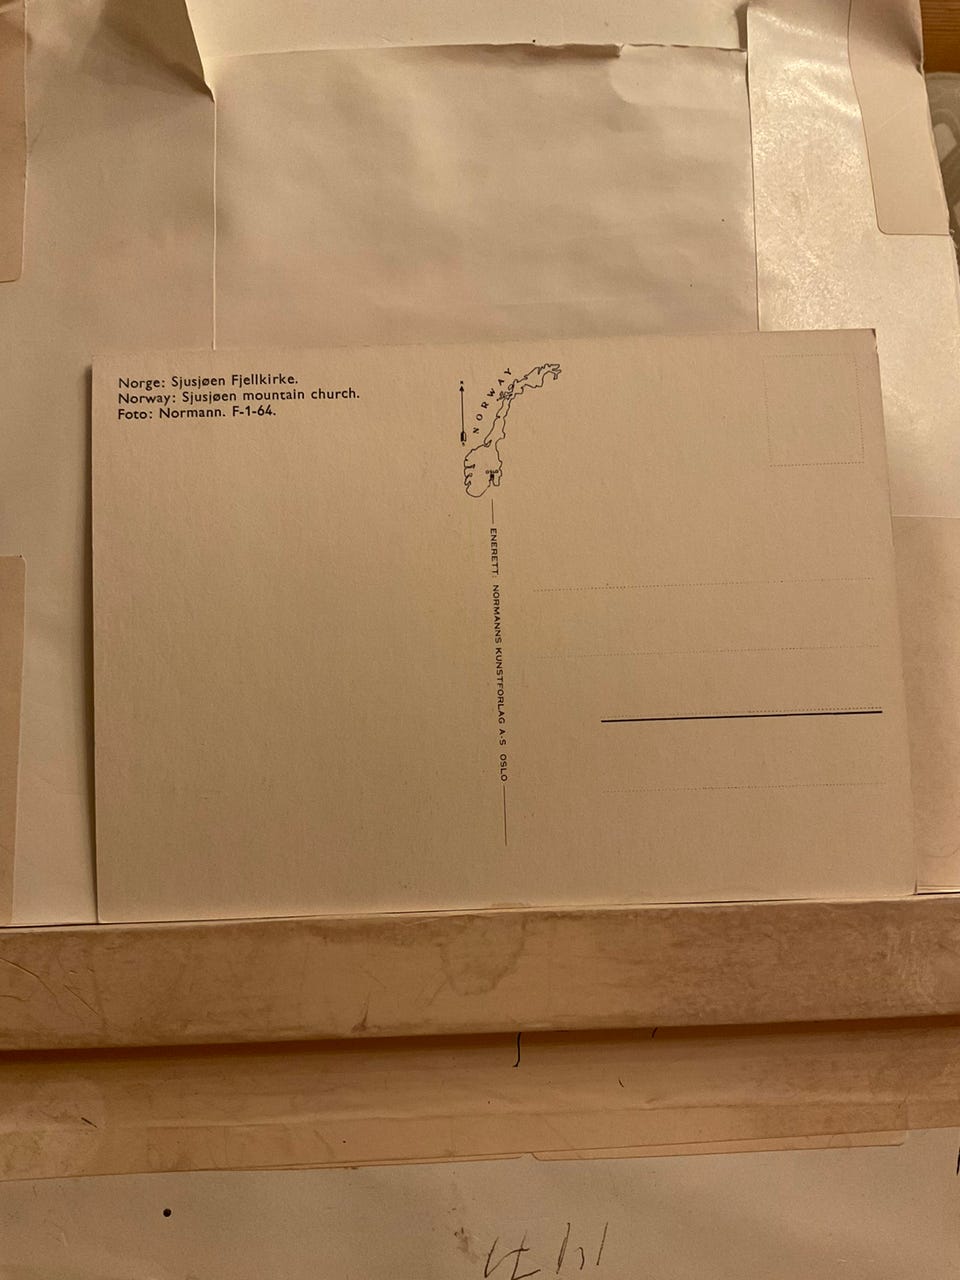 Norge: Sjusjøen Fjellkirke.
Norway: Sjusjøen mountain church.
Foto: Normann. F-1-64.
NORWAY
OSLO
ENERETT: NORMANNS KUNSTFORLAG A·S OSLO